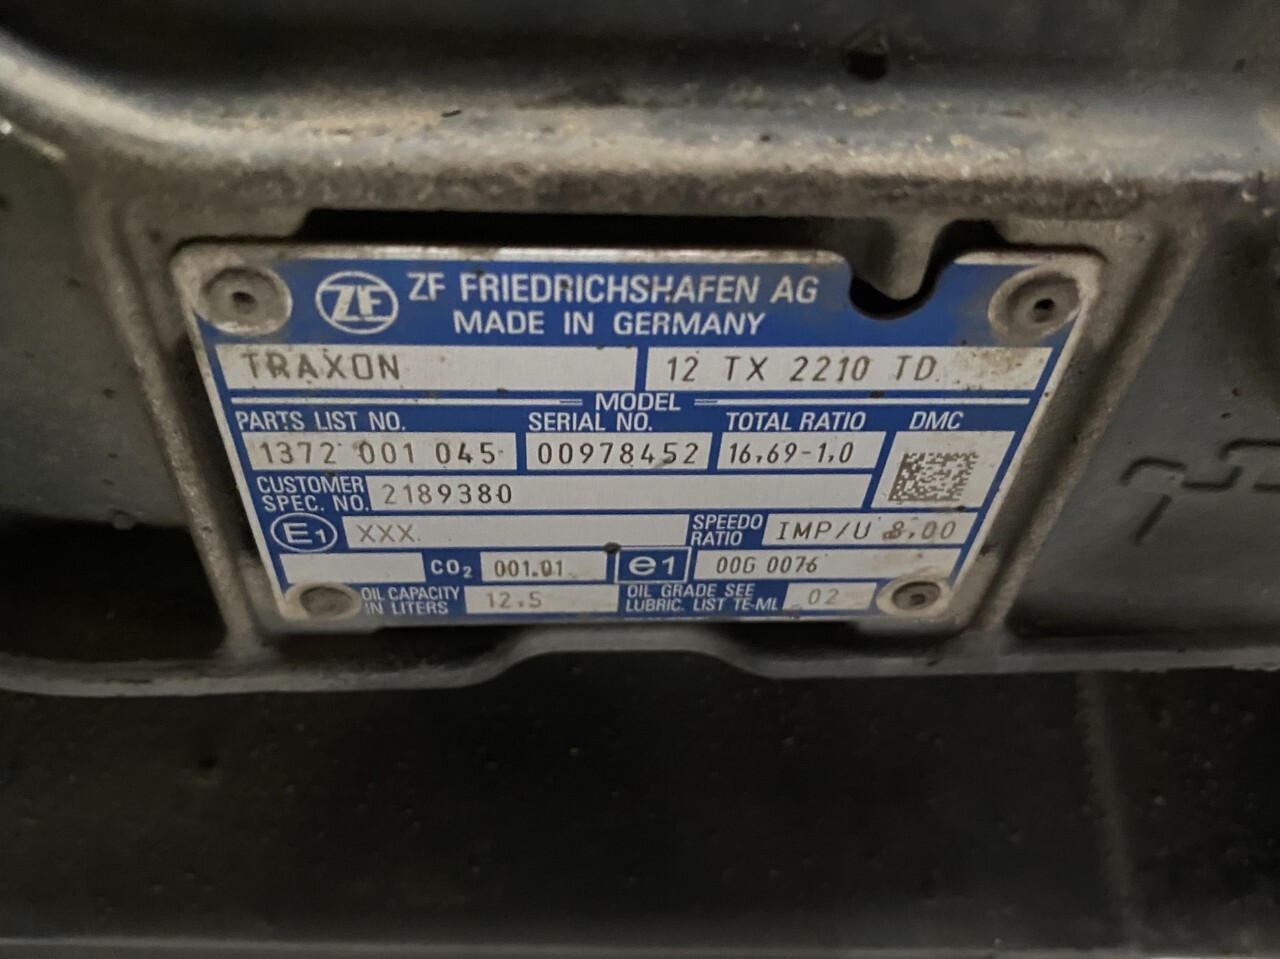 ZF ZF FRIEDRICHSHAFEN AG
MADE IN GERMANY
TRAXON 12 TX 2210 TD
MODEL
PARTS LIST NO. SERIAL NO. TOTAL RATIO DMC
1372 001 045 00978452 16,69-1,0
CUSTOMER SPEC. NO. 2189380
E1 XXX SPEEDO RATIO IMP/U 8,00
CO2 001.01 e1 00G 0076
OIL CAPACITY IN LITERS 12,5 OIL GRADE SEE LUBRIC. LIST TE-ML 02